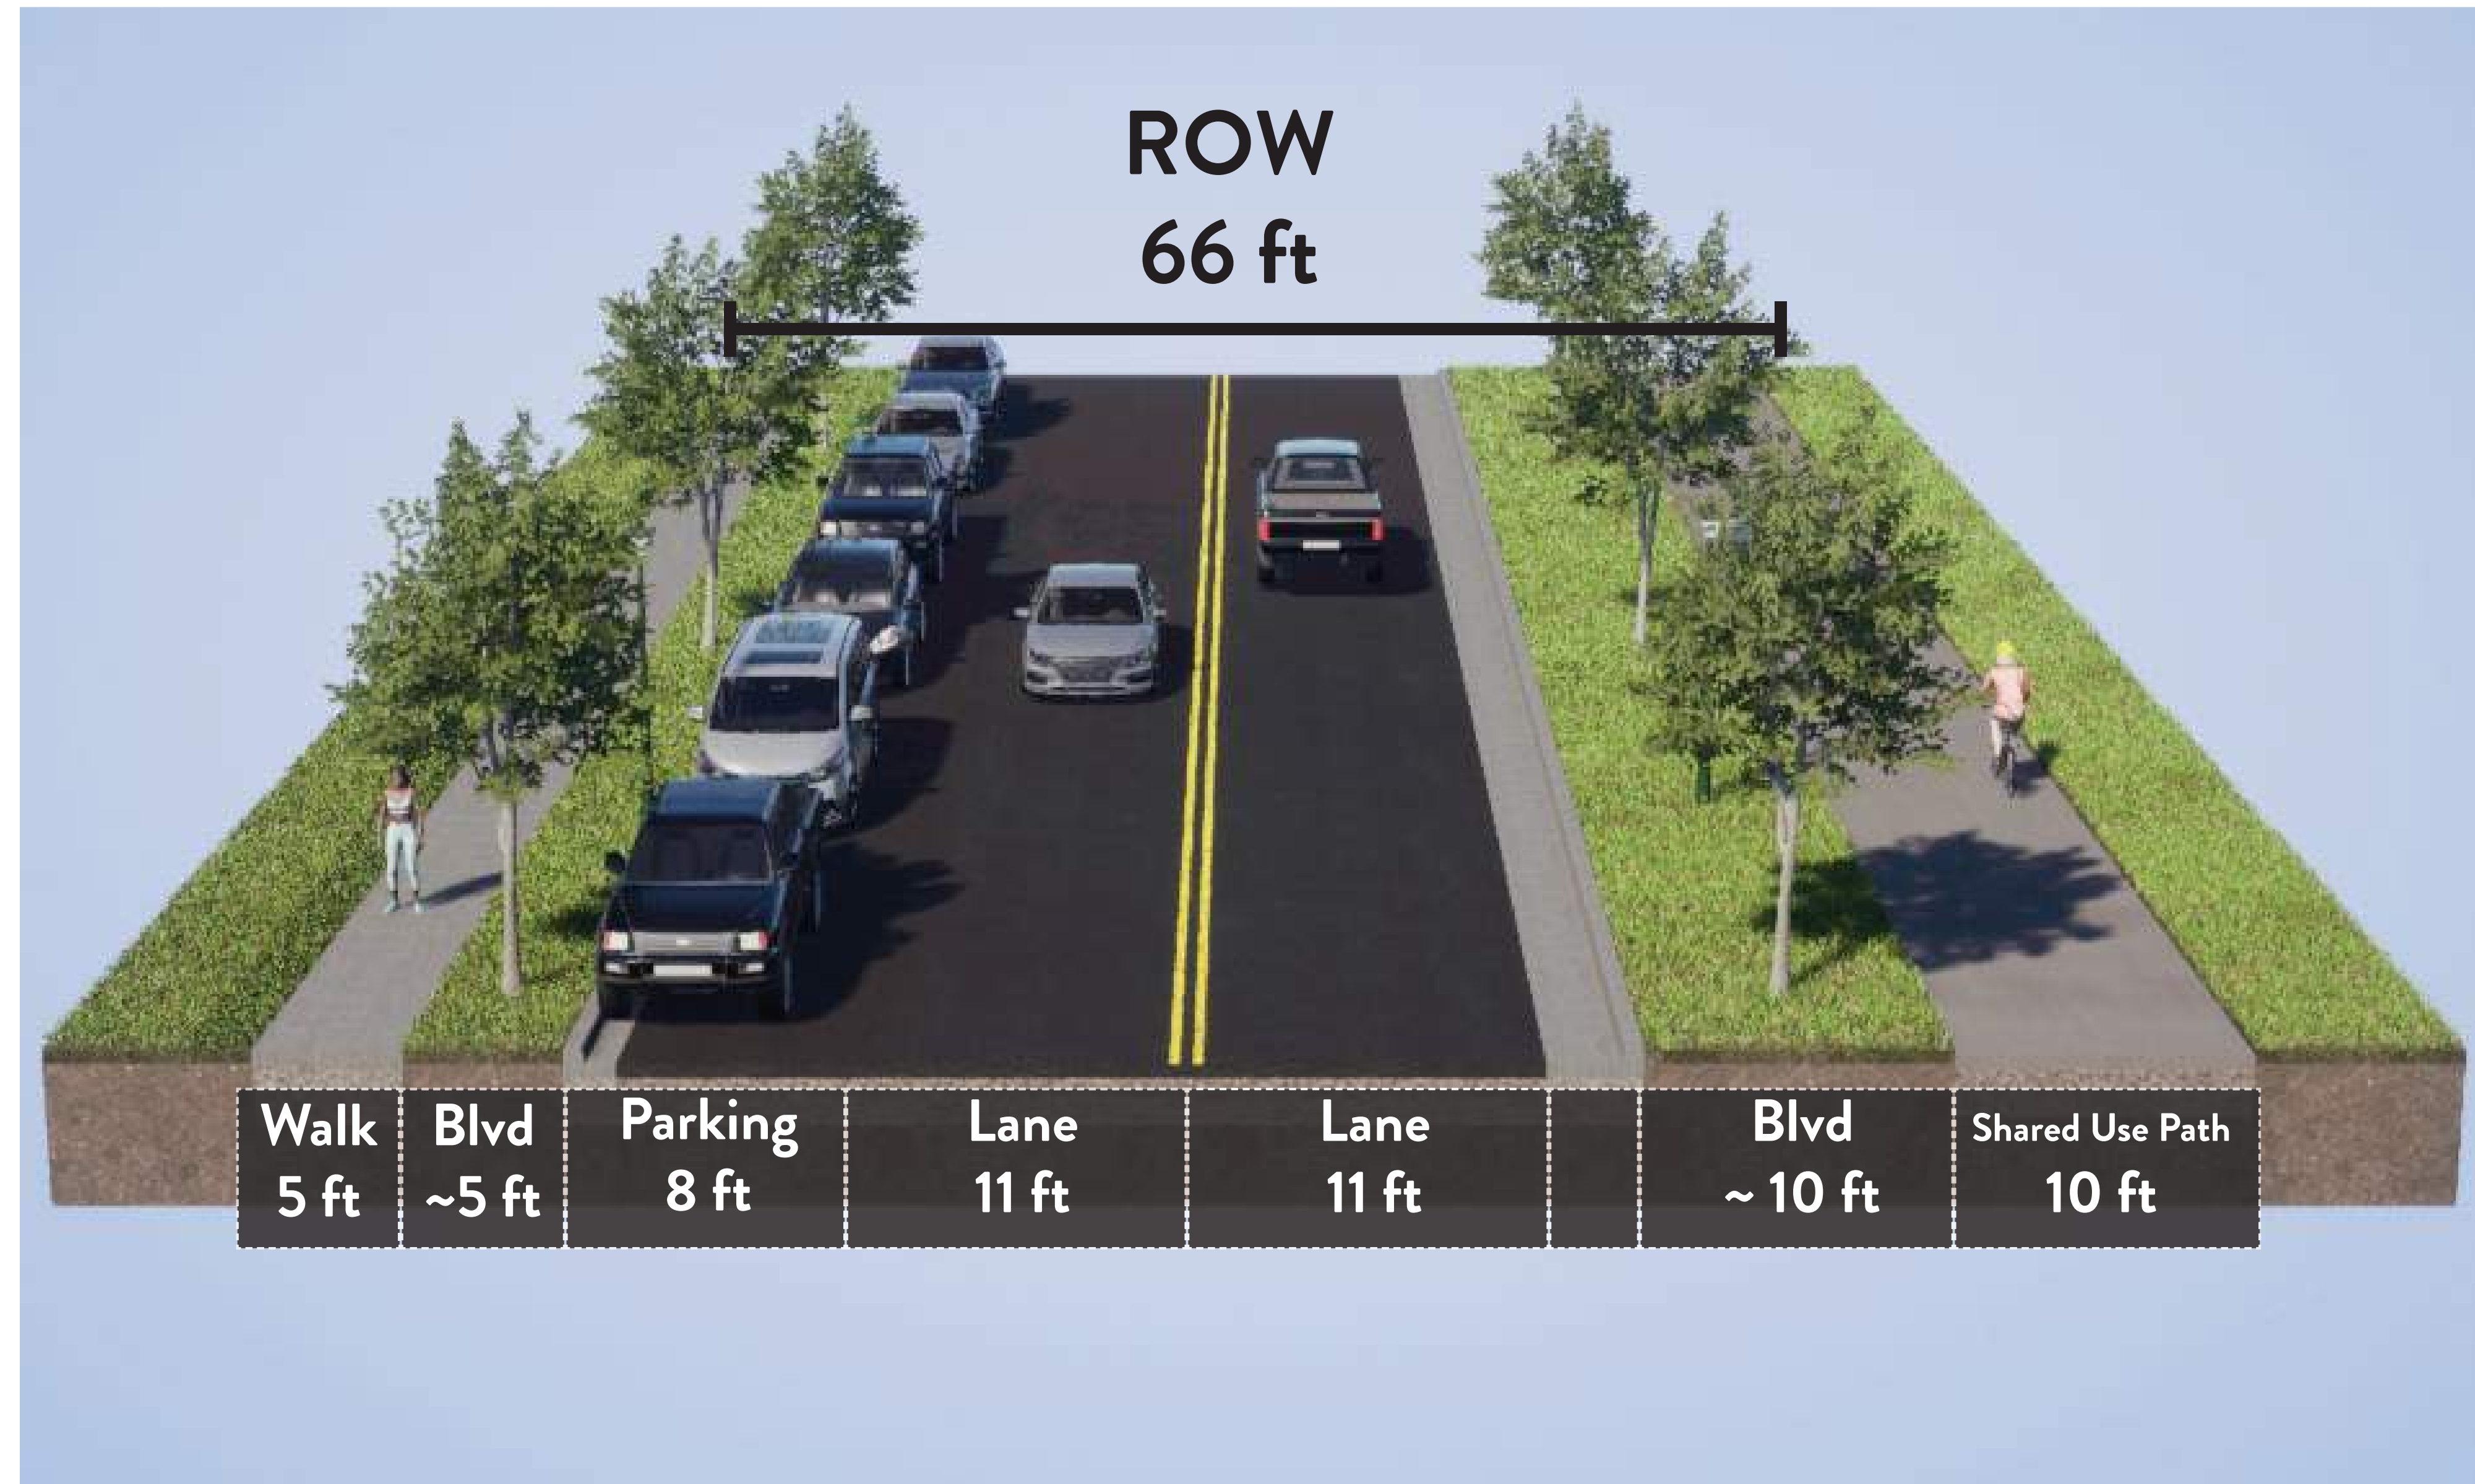 ROW
66 ft
Walk
5 ft
Blvd
~5 ft
Parking
8 ft
Lane
11 ft
Lane
11 ft
Blvd
~ 10 ft
Shared Use Path
10 ft